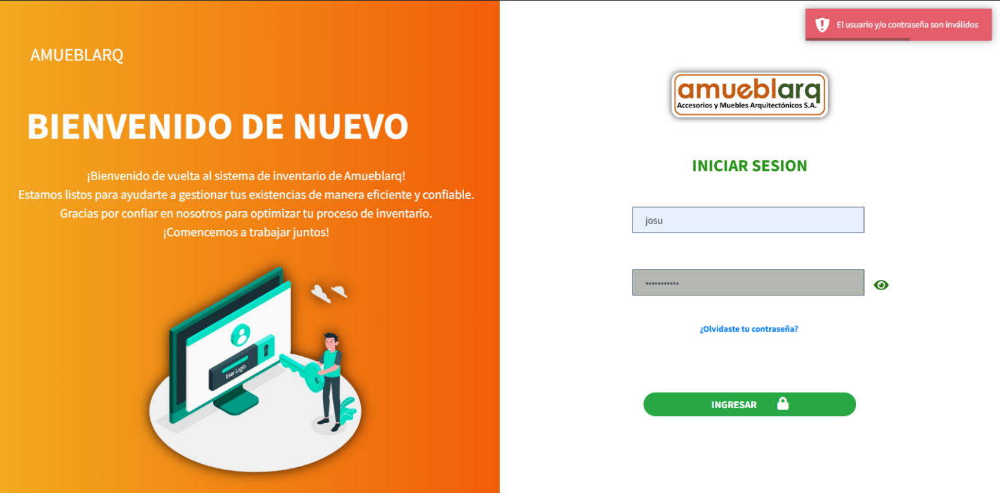 AMUEBLARQ
BIENVENIDO DE NUEVO
¡Bienvenido de vuelta al sistema de inventario de Amueblarq!
Estamos listos para ayudarte a gestionar tus existencias de manera eficiente y confiable.
Gracias por confiar en nosotros para optimizar tu proceso de inventario.
¡Comencemos a trabajar juntos!
User Login
El usuario y/o contraseña son inválidos
amueblarq
Accesorios y Muebles Arquitectónicos S.A.
INICIAR SESION
josu
•••••••••••
¿Olvidaste tu contraseña?
INGRESAR